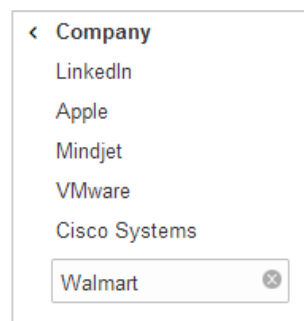 Company
LinkedIn
Apple
Mindjet
VMware
Cisco Systems
Walmart